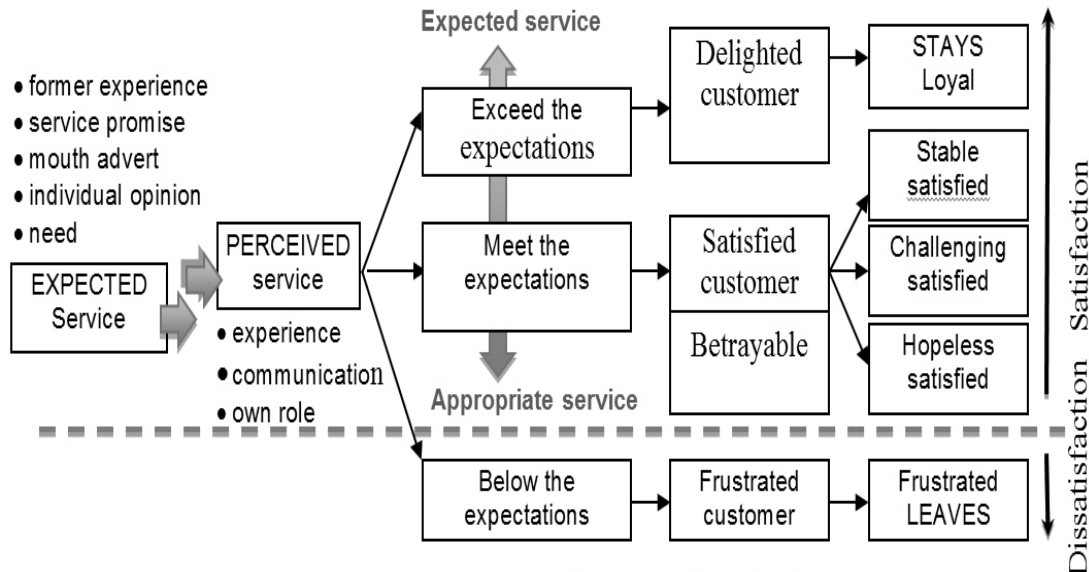 Expected service
• former experience
• service promise
• mouth advert
• individual opinion
• need
EXPECTED
Service
PERCEIVED
service
• experience
• communication
• own role
Exceed the
expectations
Meet the
expectations
Appropriate service
Below the
expectations
Delighted
customer
Satisfied
customer
Betrayable
Frustrated
customer
STAYS
Loyal
Stable
satisfied
Challenging
satisfied
Hopeless
satisfied
Frustrated
LEAVES
Satisfaction
Dissatisfaction